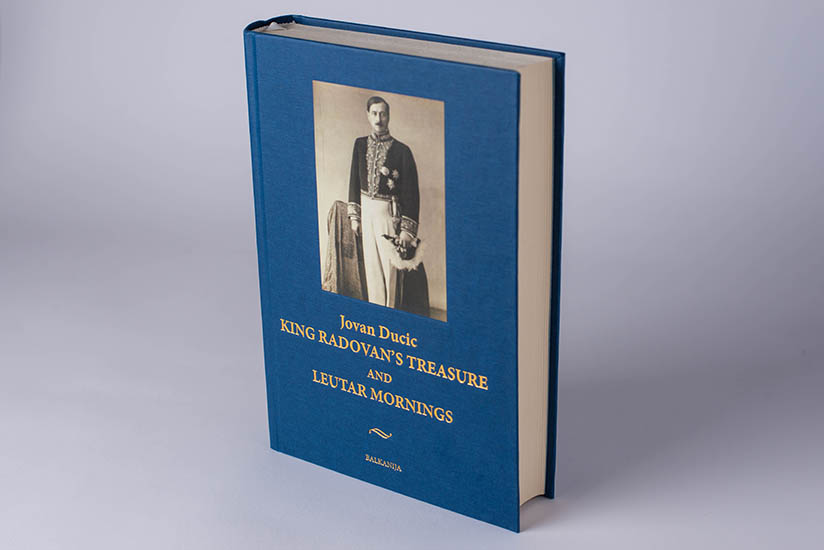 Jovan Ducic
KING RADOVAN'S TREASURE
AND
LEUTAR MORNINGS
BALKANIJA